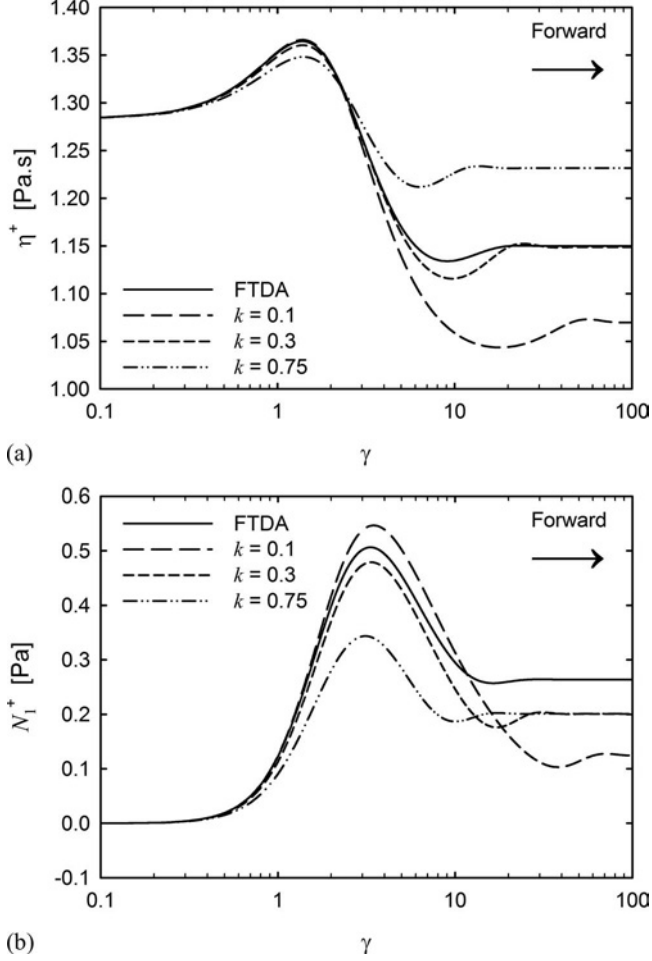 1.40
1.35
1.30
1.25
1.20
1.15
1.10
1.05
1.00
η⁺ [Pa.s]
Forward
FTDA
k = 0.1
k = 0.3
k = 0.75
0.1 1 10 100
γ
(a)
0.6
0.5
0.4
0.3
0.2
0.1
0.0
-0.1
N₁⁺ [Pa]
FTDA
k = 0.1
k = 0.3
k = 0.75
Forward
0.1 1 10 100
γ
(b)